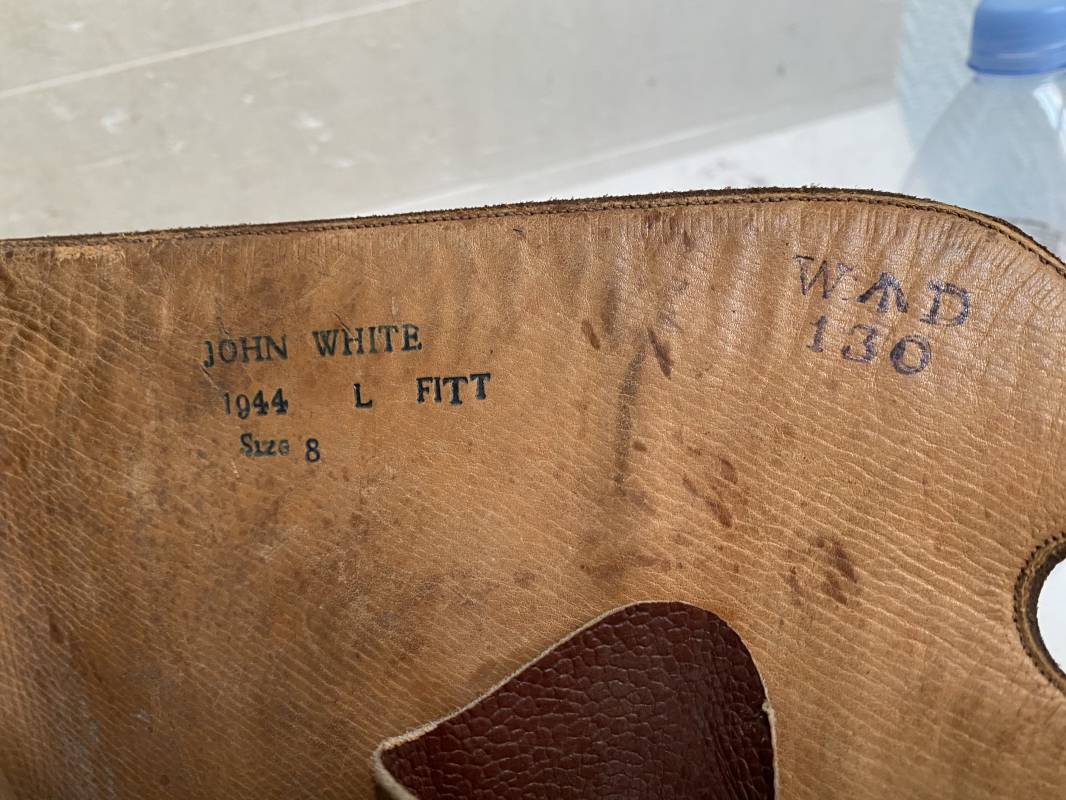 JOHN WHITE
1944 L FITT
Size 8
W↑D
130